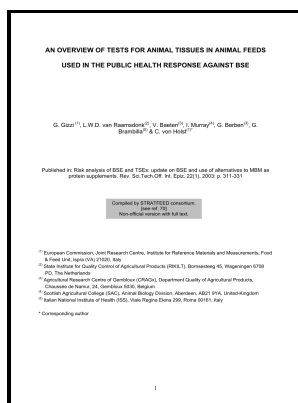 AN OVERVIEW OF TESTS FOR ANIMAL TISSUES IN ANIMAL FEEDS
USED IN THE PUBLIC HEALTH RESPONSE AGAINST BSE
G. Gizzi (1), L.W.D. van Raamsdonk(2), V. Baeten(3), I. Murray(4), G. Berben(3), G.
Brambilla(5) & C. von Holst(1)*
Published in: Risk analysis of BSE and TSEs: update on BSE and use of alternatives to MBM as
protein supplements. Rev. Sci.Tech.Off. Int. Epiz. 22(1), 2003: p, 311-331
Compiled by STRATFEED consortium.
[see ref. 70]
Non-official version with full text.
(1) European Commission, Joint Research Centre, Institute for Reference Materials and Measurements, Food
& Feed Unit, Ispra (VA) 21020, Italy
(2) State Institute for Quality Control of Agricultural Products (RIKILT), Bornsesteeg 45, Wageningen 6708
PD, The Netherlands
(3) Agricultural Research Centre of Gembloux (CRAGx), Department Quality of Agricultural Products,
Chaussée de Namur, 24, Gembloux 5030, Belgium
(4) Scottish Agricultural College (SAC), Animal Biology Division, Aberdeen, AB21 9YA, United-Kingdom
(5) Italian National Institute of Health (ISS), Viale Regina Elena 299, Roma 00161, Italy
* Corresponding author
1